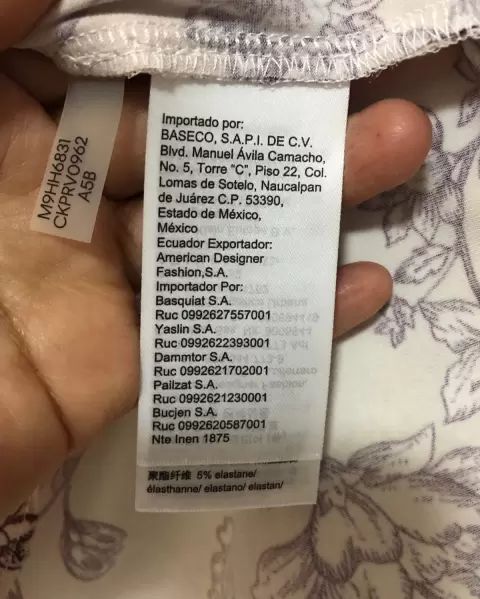 M9HH6831
CKPRVO962
A5B
Importado por:
BASECO, S.A.P.I. DE C.V.
Blvd. Manuel Ávila Camacho,
No. 5, Torre "C", Piso 22, Col.
Lomas de Sotelo, Naucalpan
de Juárez C.P. 53390,
Estado de México,
México
Ecuador Exportador:
American Designer
Fashion,S.A.
Importador Por:
Basquiat S.A.
Ruc 0992627557001
Yaslin S.A.
Ruc 0992622393001
Dammtor S.A.
Ruc 0992621702001
Pailzat S.A.
Ruc 0992621230001
Bucjen S.A.
Ruc 0992620587001
Nte Inen 1875
聚酯纤维 5% elastane/
élasthanne/ elastano/ elastan/